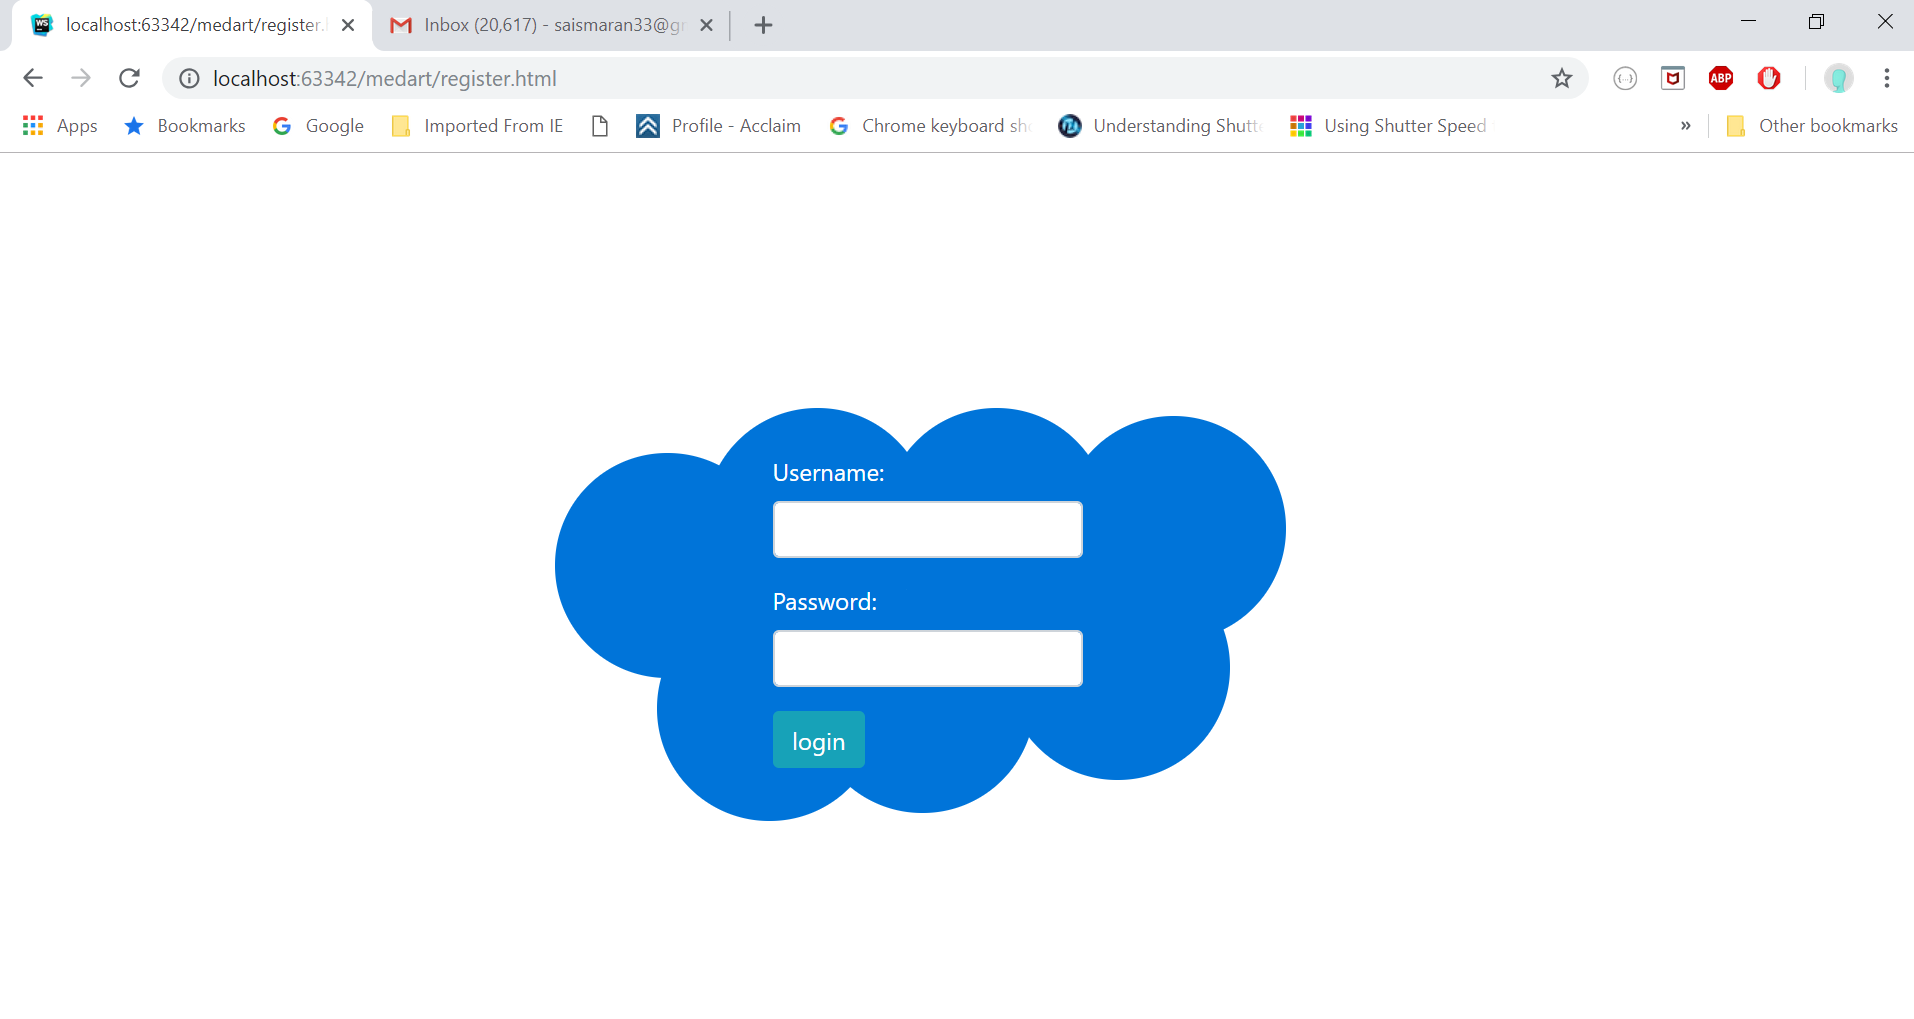 localhost:63342/medart/register.
Inbox (20,617) - saismaran33@g
localhost:63342/medart/register.html
ABP
Apps Bookmarks Google Imported From IE Profile - Acclaim Chrome keyboard sh Understanding Shutt Using Shutter Speed » Other bookmarks
Username:
Password:
login